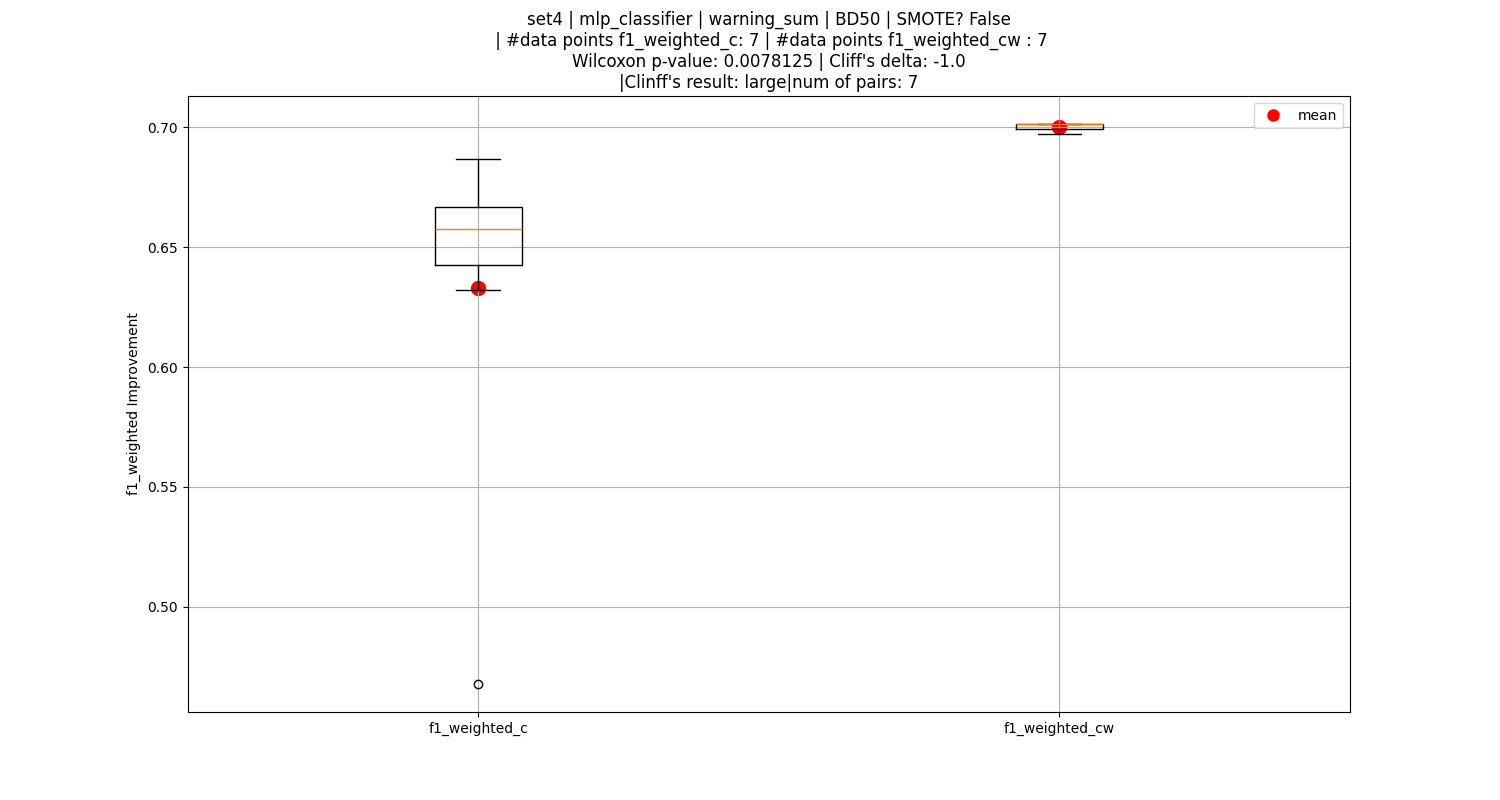 set4 | mlp_classifier | warning_sum | BD50 | SMOTE? False
| #data points f1_weighted_c: 7 | #data points f1_weighted_cw : 7
Wilcoxon p-value: 0.0078125 | Cliff's delta: -1.0
|Clinff's result: large|num of pairs: 7
mean
f1_weighted Improvement
0.70
0.65
0.60
0.55
0.50
f1_weighted_c
f1_weighted_cw